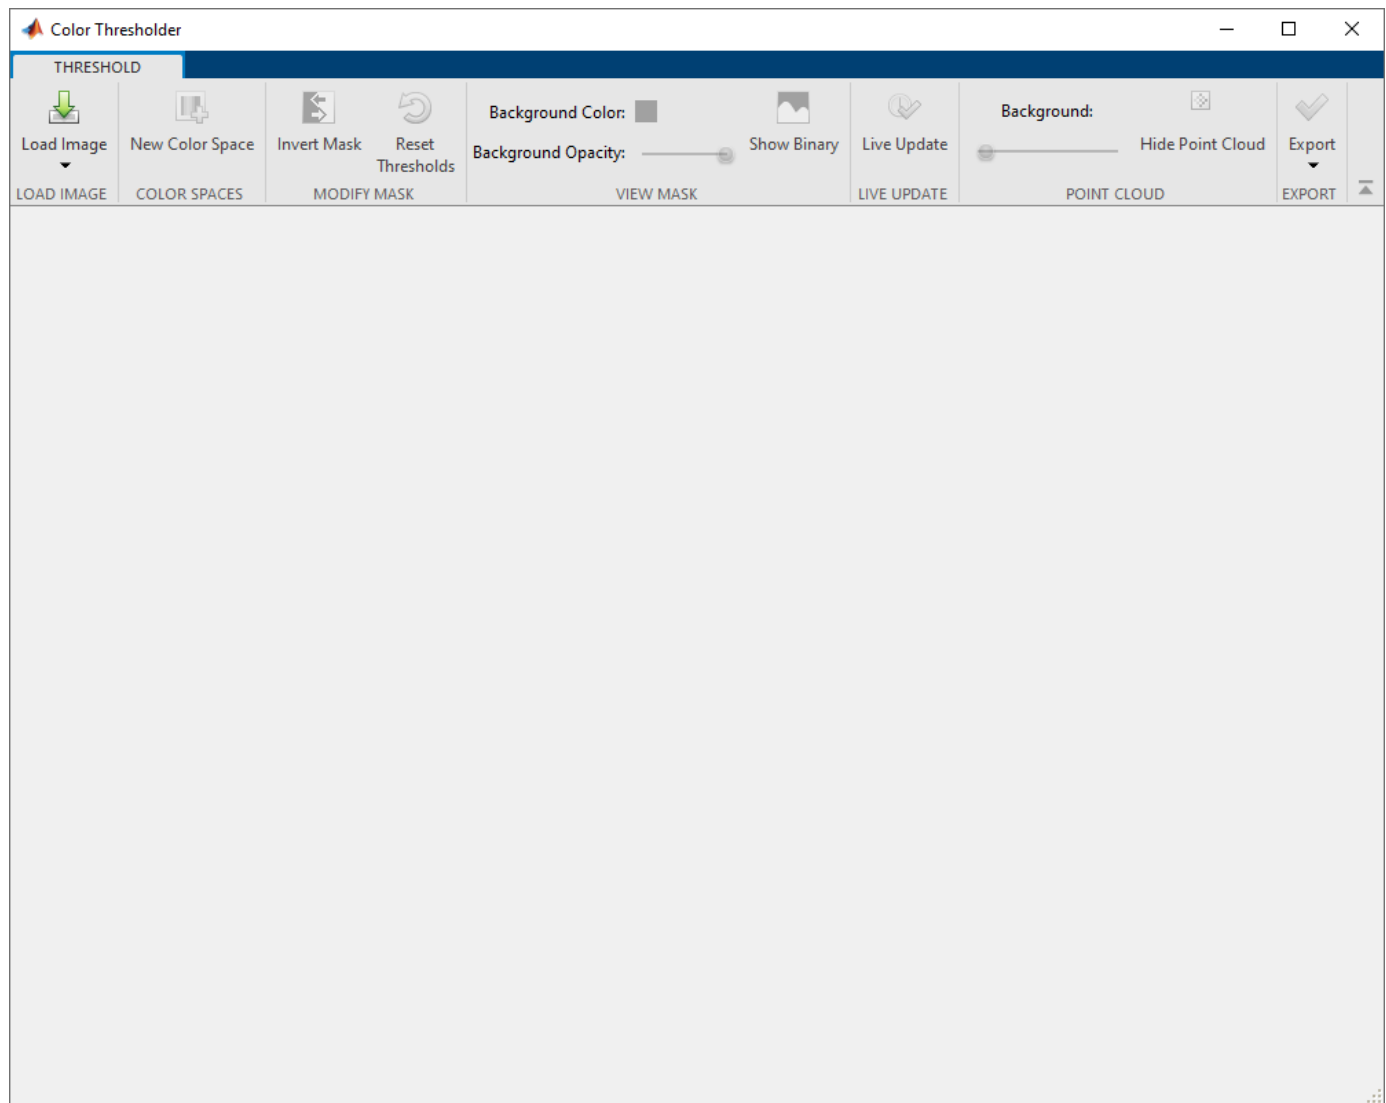 Color Thresholder
THRESHOLD
Load Image
New Color Space
Invert Mask
Reset
Thresholds
Background Color:
Background Opacity:
Show Binary
Live Update
Background:
Hide Point Cloud
Export
LOAD IMAGE
COLOR SPACES
MODIFY MASK
VIEW MASK
LIVE UPDATE
POINT CLOUD
EXPORT